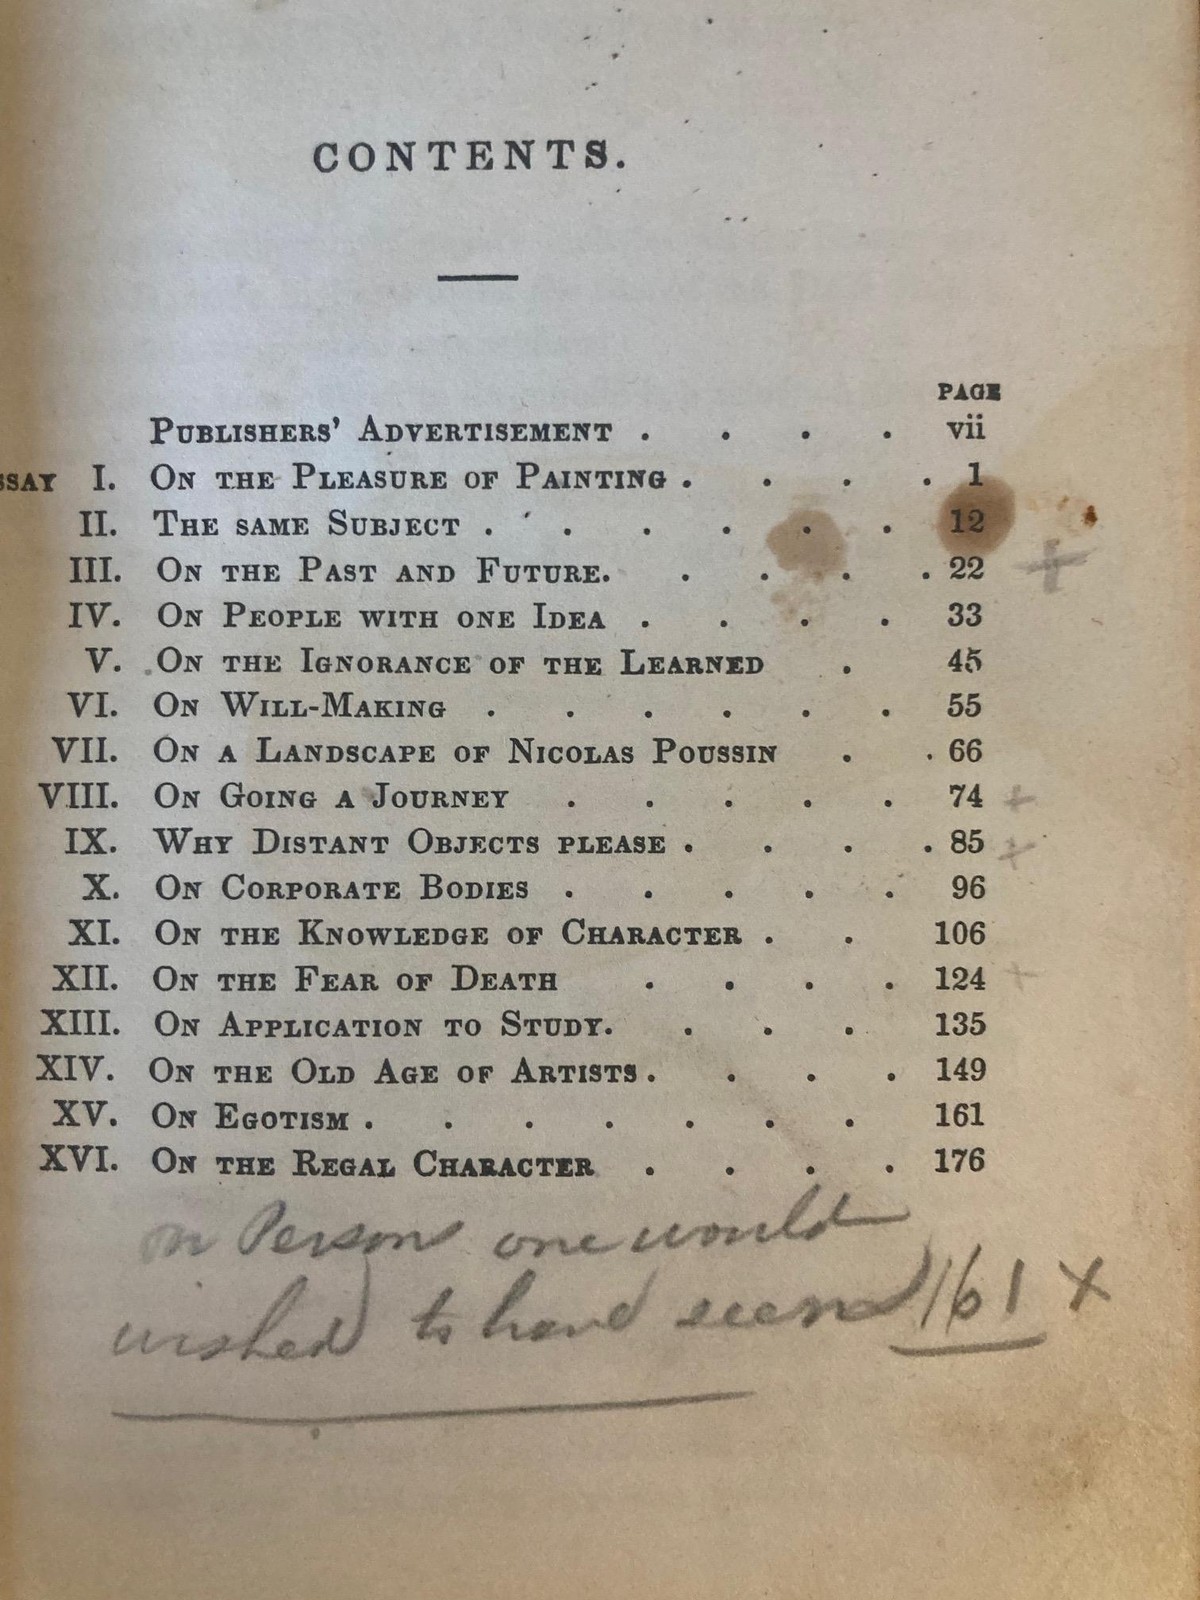 CONTENTS.
PAGE
PUBLISHERS' ADVERTISEMENT . . . . vii
SSAY I. ON THE PLEASURE OF PAINTING . . . . 1
II. THE SAME SUBJECT . . . . . . 12
III. ON THE PAST AND FUTURE. . . . . 22 +
IV. ON PEOPLE WITH ONE IDEA . . . . 33
V. ON THE IGNORANCE OF THE LEARNED . 45
VI. ON WILL-MAKING . . . . . . 55
VII. ON A LANDSCAPE OF NICOLAS POUSSIN . . 66
VIII. ON GOING A JOURNEY . . . . . 74 +
IX. WHY DISTANT OBJECTS PLEASE . . . . 85 +
X. ON CORPORATE BODIES . . . . . 96
XI. ON THE KNOWLEDGE OF CHARACTER . . 106
XII. ON THE FEAR OF DEATH . . . . 124 +
XIII. ON APPLICATION TO STUDY. . . . 135
XIV. ON THE OLD AGE OF ARTISTS . . . . 149
XV. ON EGOTISM . . . . . . . 161
XVI. ON THE REGAL CHARACTER . . . . 176
on Persons one would
wished to have seen 161 X